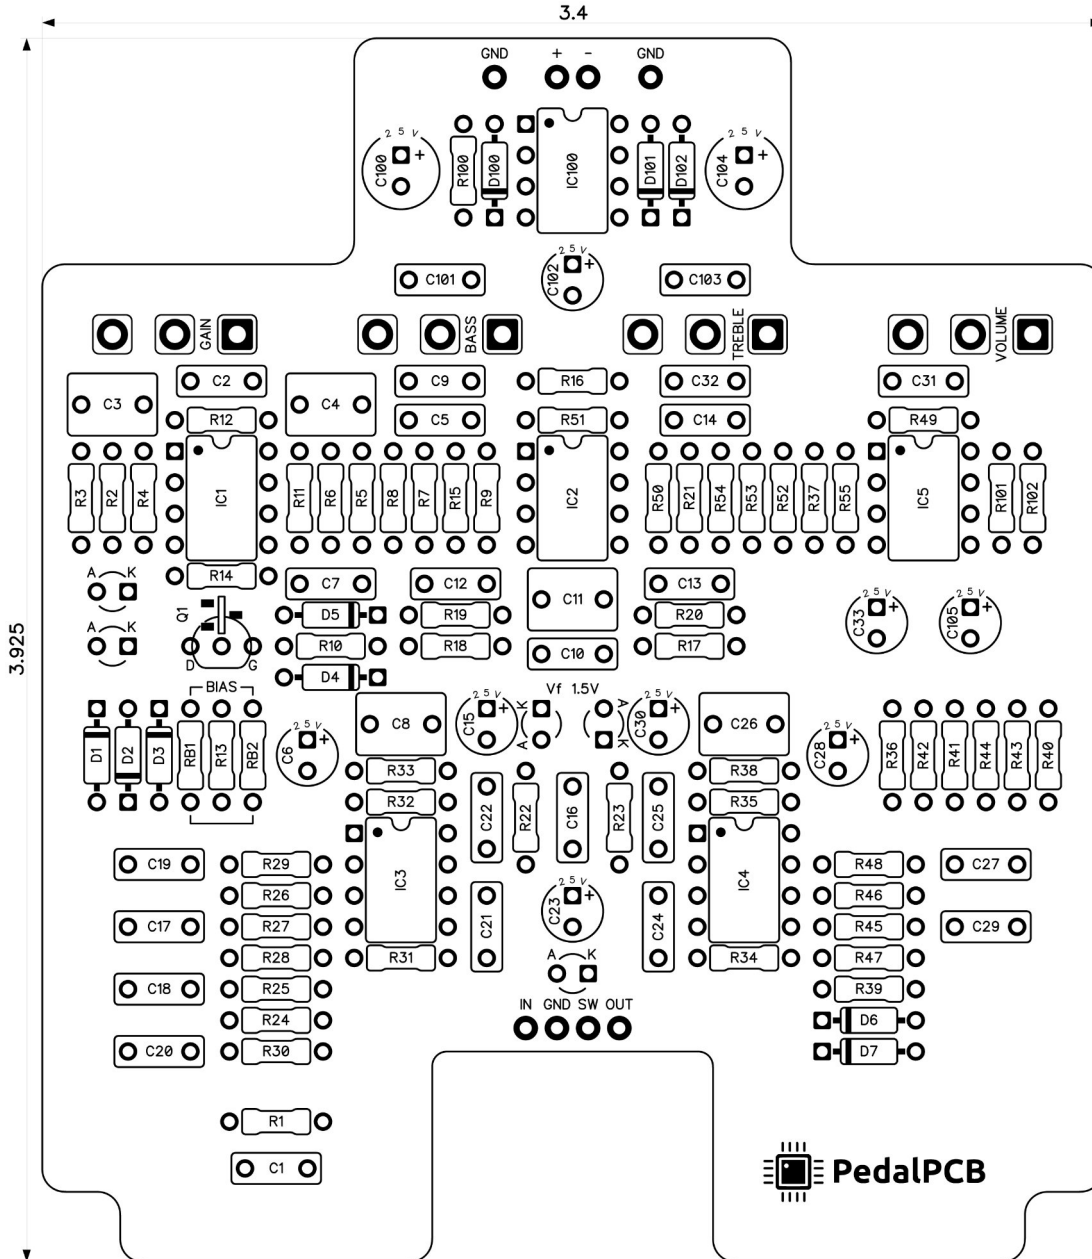 3.4
GND + - GND
25V + C100 R100 D100 IC100 D101 D102 25V + C104
C101 25V + C102 C103
GAIN BASS TREBLE VOLUME
C2 C9 R16 C32 C31
C3 C4
R12 C5 R51 C14 R49
R3 R2 R4 IC1 R11 R6 R5 R8 R7 R15 R9 IC2 R50 R21 R54 R53 R52 R37 R55 IC5 R101 R102
R14
A K C7 C12 C11 C13
Q1 D5 R19 R20 25V + C33 25V + C105
A K R10 R18 C10 R17
D G
D4
3.925
BIAS Vf 1.5V
C8 25V + C15 K A A K 25V + C30 C26
D1 D2 D3 RB1 R13 RB2 25V + C6 25V + C28 R36 R42 R41 R44 R43 R40
R33 R38
R32 C22 R22 C16 R23 C25 R35
C19 R29 IC3 IC4 R48 C27
R26 25V + C23 R46
C17 R27 C21 C24 R45 C29
R28 R31 A K R34 R47
C18 R25 R39
IN GND SW OUT
R24 D6
C20 R30 D7
R1
C1 PedalPCB